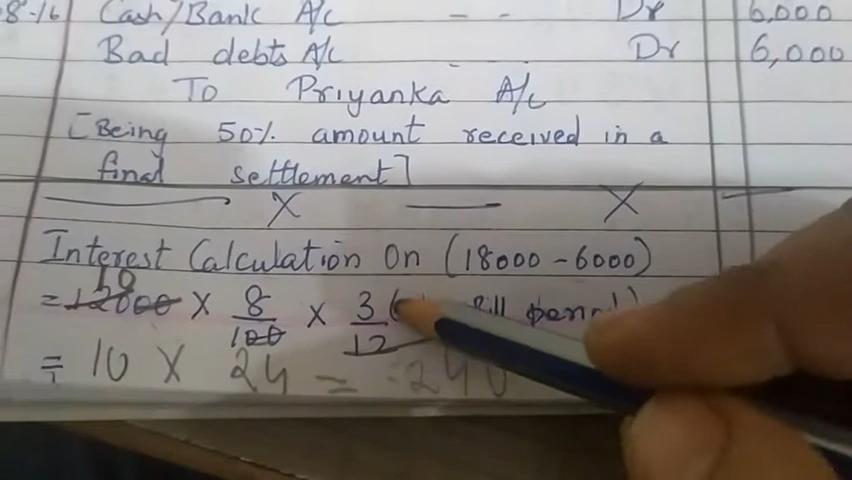 8-16 Cash/Bank A/c - - Dr 6,000
Bad debts A/c - - Dr 6,000
To Priyanka A/c
[Being 50% amount received in a
final settlement]
X X
Interest Calculation On (18000-6000)
10
= 12000 X 8/100 X 3/12
= 10 X 24 = 240